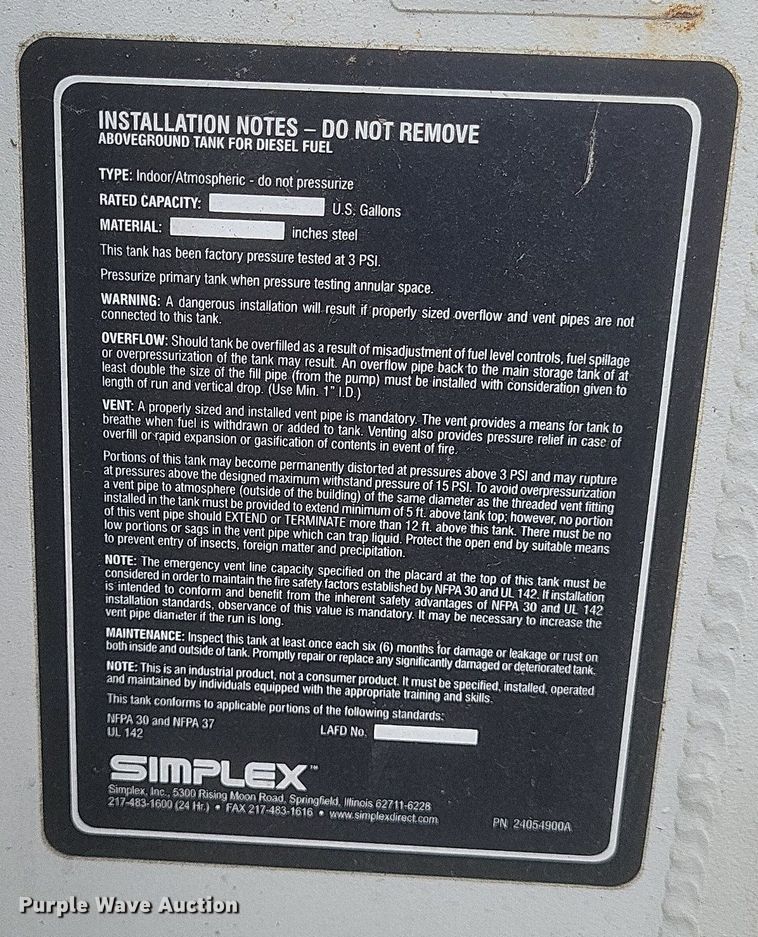 INSTALLATION NOTES – DO NOT REMOVE
ABOVEGROUND TANK FOR DIESEL FUEL
TYPE: Indoor/Atmospheric - do not pressurize
RATED CAPACITY: U.S. Gallons
MATERIAL: inches steel
This tank has been factory pressure tested at 3 PSI.
Pressurize primary tank when pressure testing annular space.
WARNING: A dangerous installation will result if properly sized overflow and vent pipes are not
connected to this tank.
OVERFLOW: Should tank be overfilled as a result of misadjustment of fuel level controls, fuel spillage
or overpressurization of the tank may result. An overflow pipe back to the main storage tank of at
least double the size of the fill pipe (from the pump) must be installed with consideration given to
length of run and vertical drop. (Use Min. 1" I.D.)
VENT: A properly sized and installed vent pipe is mandatory. The vent provides a means for tank to
breathe when fuel is withdrawn or added to tank. Venting also provides pressure relief in case of
overfill or rapid expansion or gasification of contents in event of fire.
Portions of this tank may become permanently distorted at pressures above 3 PSI and may rupture
at pressures above the designed maximum withstand pressure of 15 PSI. To avoid overpressurization
a vent pipe to atmosphere (outside of the building) of the same diameter as the threaded vent fitting
installed in the tank must be provided to extend minimum of 5 ft. above tank top; however, no portion
of this vent pipe should EXTEND or TERMINATE more than 12 ft. above this tank. There must be no
low portions or sags in the vent pipe which can trap liquid. Protect the open end by suitable means
to prevent entry of insects, foreign matter and precipitation.
NOTE: The emergency vent line capacity specified on the placard at the top of this tank must be
considered in order to maintain the fire safety factors established by NFPA 30 and UL 142. If installation
is intended to conform and benefit from the inherent safety advantages of NFPA 30 and UL 142
installation standards, observance of this value is mandatory. It may be necessary to increase the
vent pipe diameter if the run is long.
MAINTENANCE: Inspect this tank at least once each six (6) months for damage or leakage or rust on
both inside and outside of tank. Promptly repair or replace any significantly damaged or deteriorated tank.
NOTE: This is an industrial product, not a consumer product. It must be specified, installed, operated
and maintained by individuals equipped with the appropriate training and skills.
This tank conforms to applicable portions of the following standards:
NFPA 30 and NFPA 37
UL 142 LAFD No.
SIMPLEX™
Simplex, Inc., 5300 Rising Moon Road, Springfield, Illinois 62711-6228
217-483-1600 (24 Hr.) • FAX 217-483-1616 • www.simplexdirect.com
PN 24054900A
Purple Wave Auction